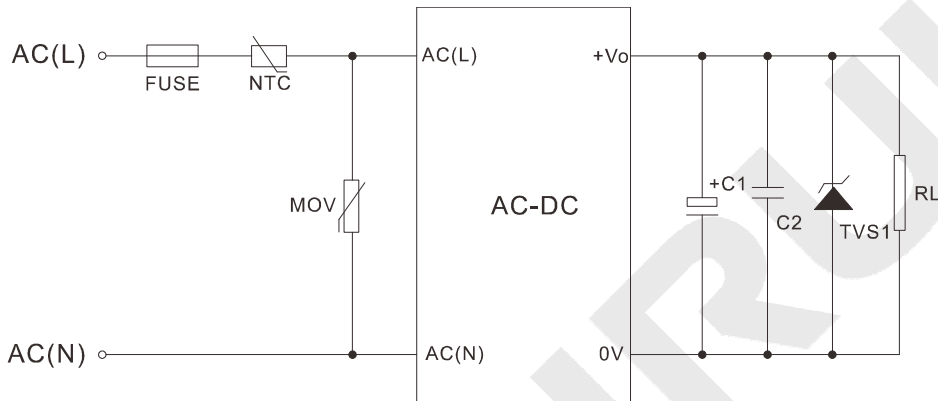 AC(L)
FUSE
NTC
AC(L)
+Vo
MOV
AC-DC
+C1
C2
TVS1
RL
AC(N)
AC(N)
0V